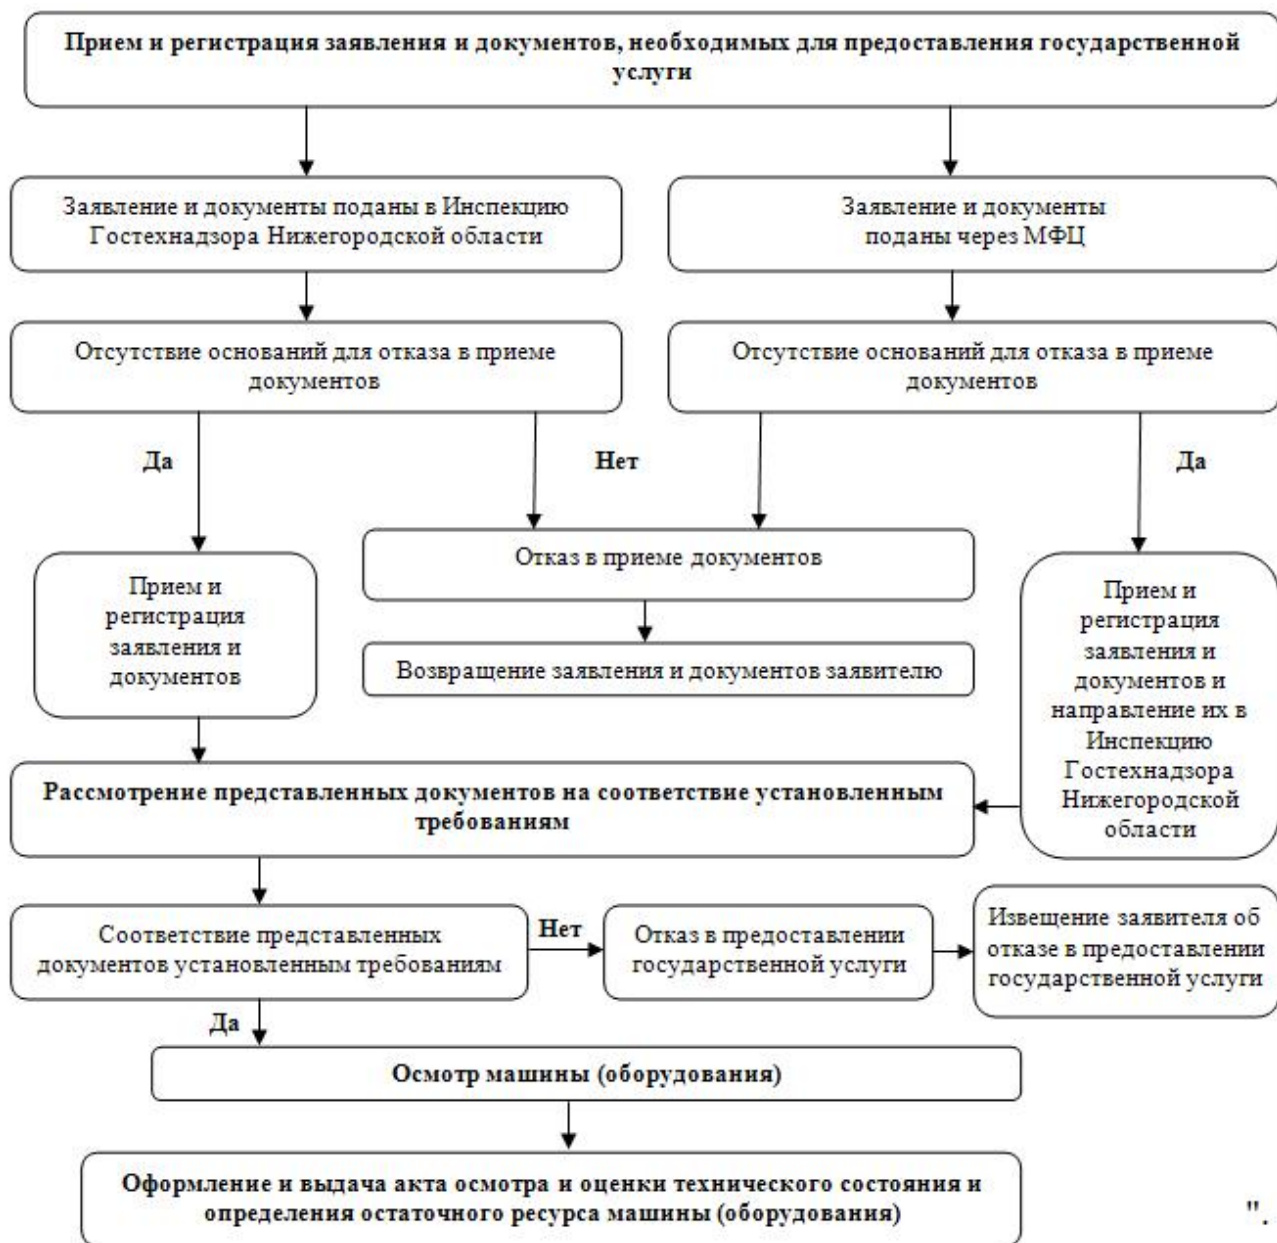 Прием и регистрация заявления и документов, необходимых для предоставления государственной
услуги
Заявление и документы поданы в Инспекцию
Гостехнадзора Нижегородской области
Заявление и документы
поданы через МФЦ
Отсутствие оснований для отказа в приеме
документов
Отсутствие оснований для отказа в приеме
документов
Да
Нет
Да
Отказ в приеме документов
Прием и
регистрация
заявления и
документов
Прием и
регистрация
заявления и
документов и
направление их в
Инспекцию
Гостехнадзора
Нижегородской
области
Возвращение заявления и документов заявителю
Рассмотрение представленных документов на соответствие установленным
требованиям
Соответствие представленных
документов установленным требованиям
Нет
Отказ в предоставлении
государственной услуги
Извещение заявителя об
отказе в предоставлении
государственной услуги
Да
Осмотр машины (оборудования)
Оформление и выдача акта осмотра и оценки технического состояния и
определения остаточного ресурса машины (оборудования)
".